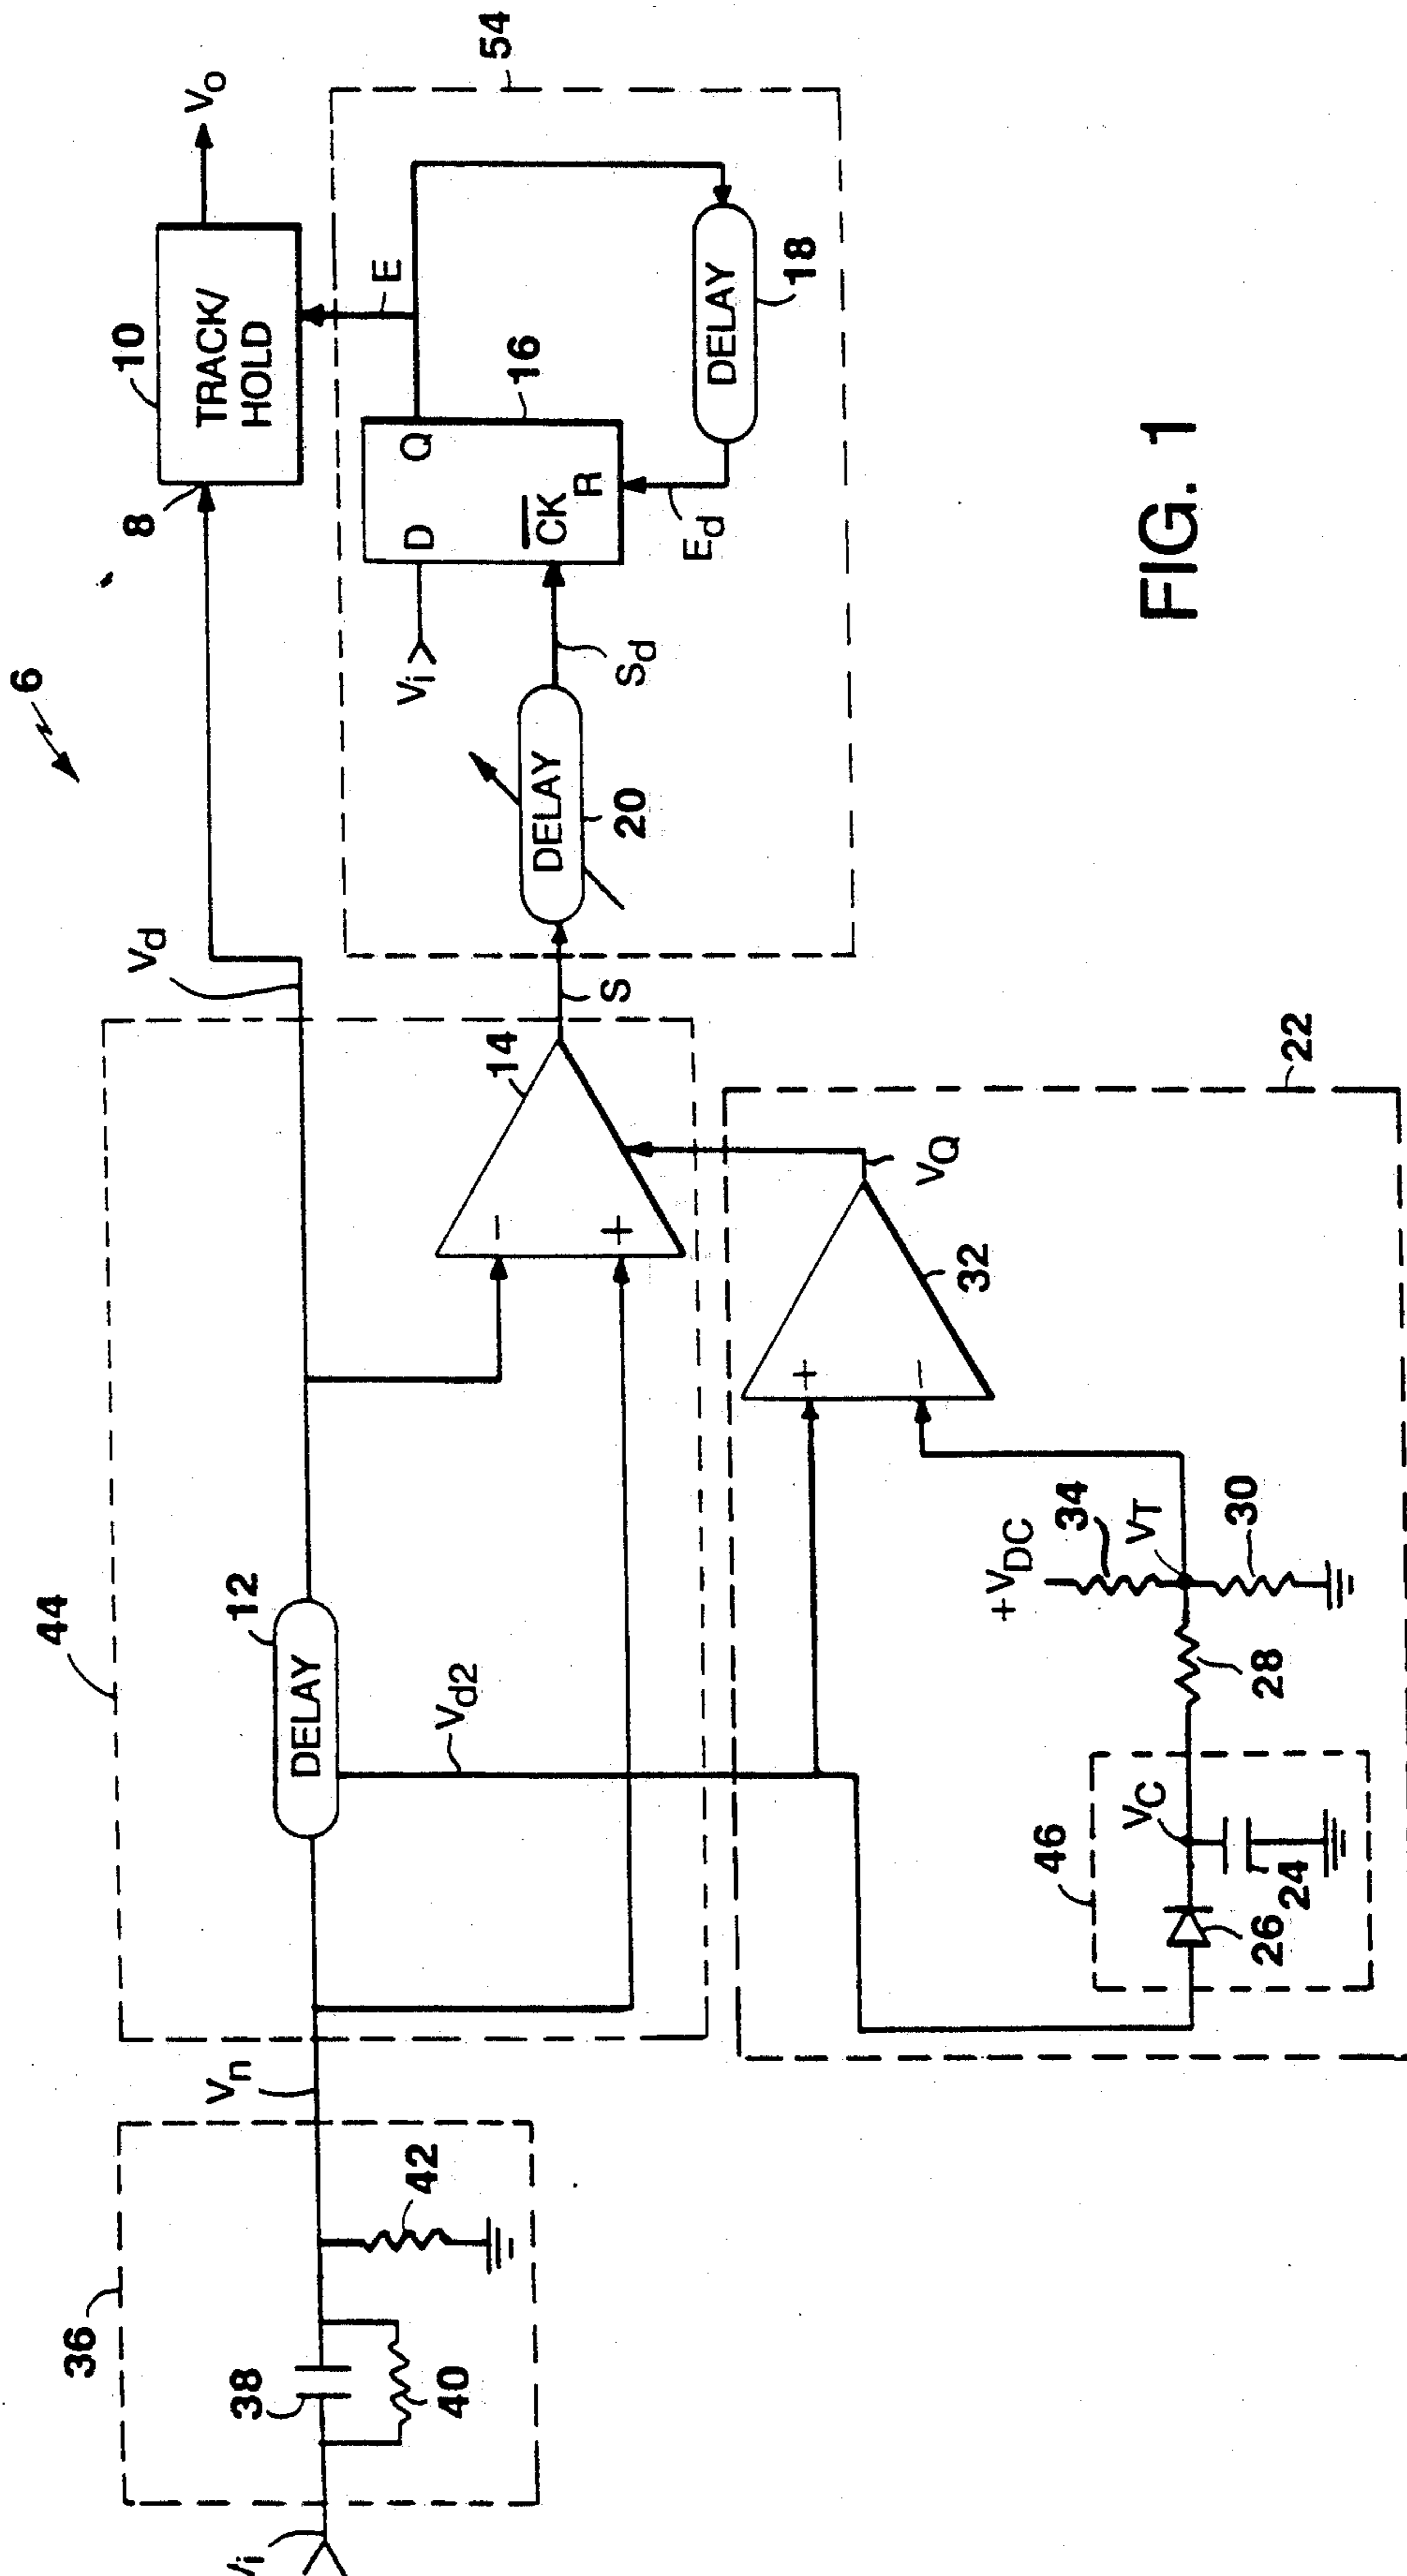 6
Vi
36
38
40
42
Vn
44
DELAY
12
Vd2
Vd
-
+
14
S
8
10
TRACK/
HOLD
Vo
54
DELAY
20
Sd
Vi
D
Q
CK
R
16
E
Ed
DELAY
18
22
46
26
24
VC
28
+VDC
34
VT
30
+
-
32
VQ
FIG. 1